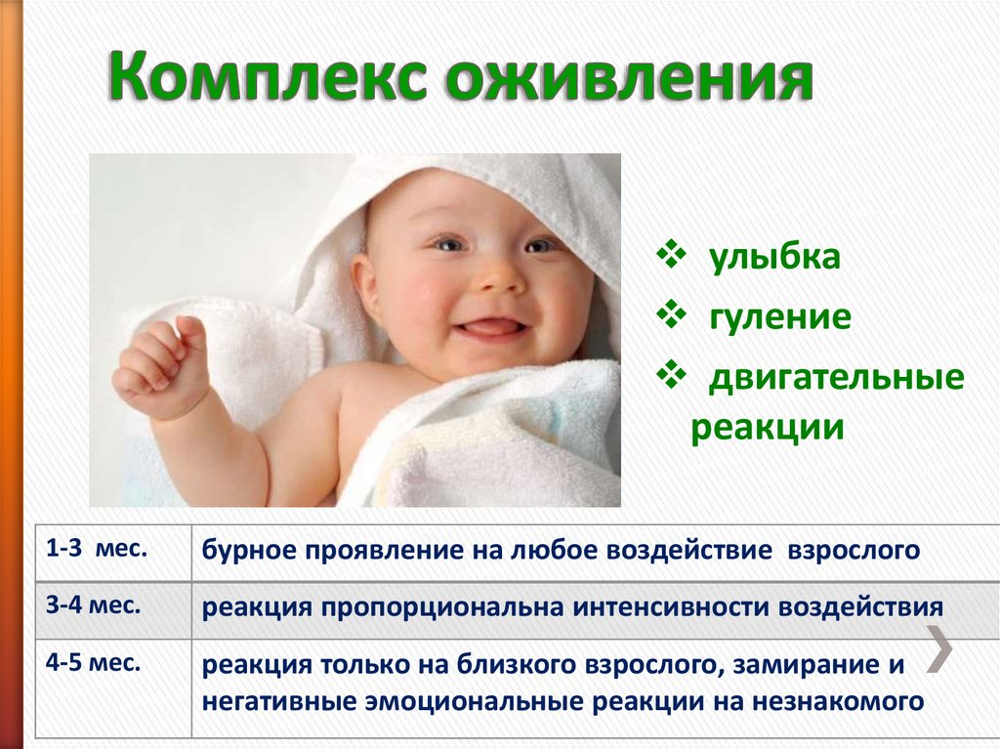 Комплекс оживления
❖ улыбка
❖ гуление
❖ двигательные
реакции
1-3 мес. бурное проявление на любое воздействие взрослого
3-4 мес. реакция пропорциональна интенсивности воздействия
4-5 мес. реакция только на близкого взрослого, замирание и
негативные эмоциональные реакции на незнакомого